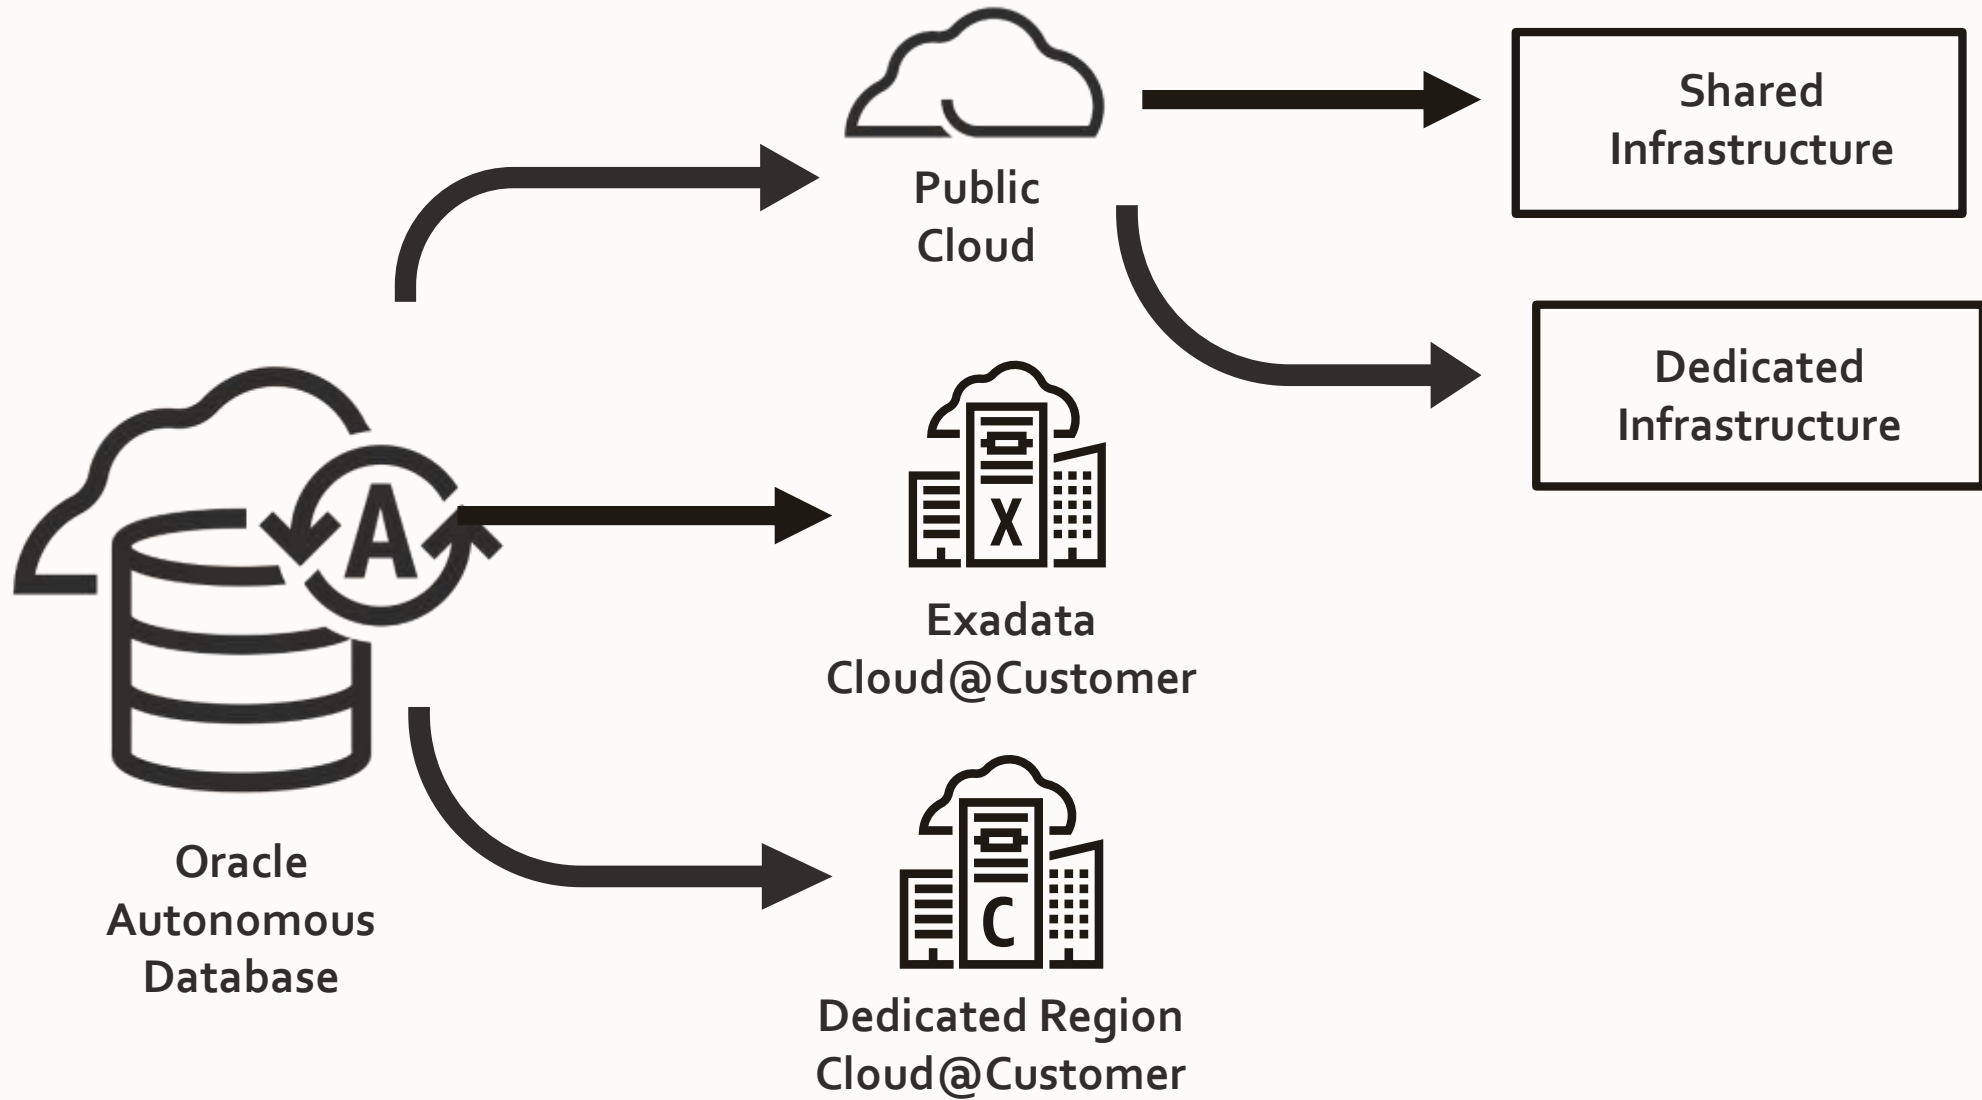 Public
Cloud
Shared
Infrastructure
Dedicated
Infrastructure
A
X
Exadata
Cloud@Customer
Oracle
Autonomous
Database
C
Dedicated Region
Cloud@Customer